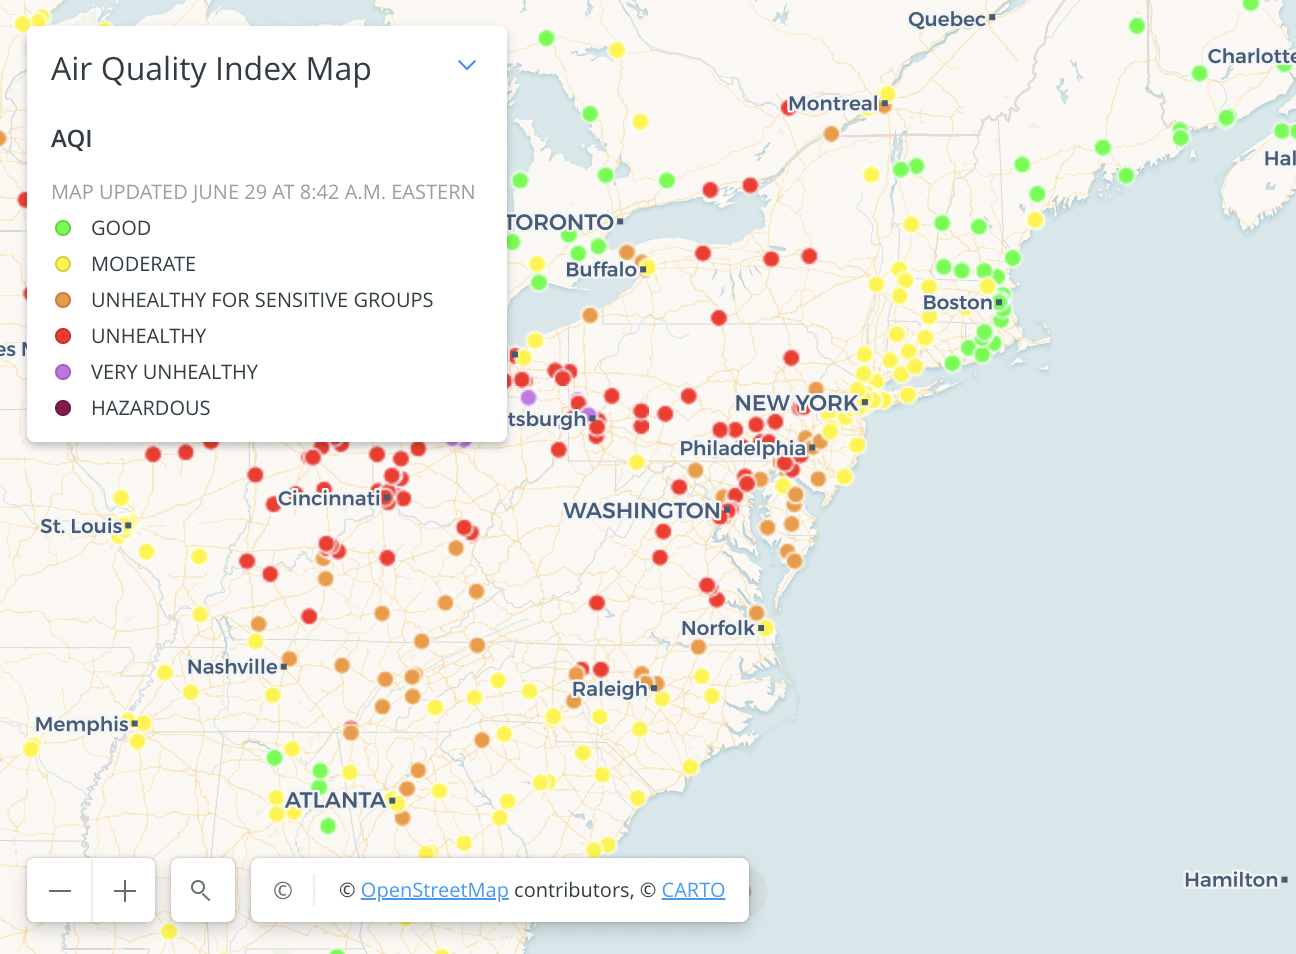 Air Quality Index Map
AQI
MAP UPDATED JUNE 29 AT 8:42 A.M. EASTERN
GOOD
MODERATE
UNHEALTHY FOR SENSITIVE GROUPS
UNHEALTHY
VERY UNHEALTHY
HAZARDOUS
Quebec
Charlotte
Montreal
Hal
TORONTO
Buffalo
Boston
es M
NEW YORK
tsburgh
Philadelphia
Cincinnati
WASHINGTON
St. Louis
Norfolk
Nashville
Raleigh
Memphis
ATLANTA
Hamilton
©
© OpenStreetMap contributors, © CARTO